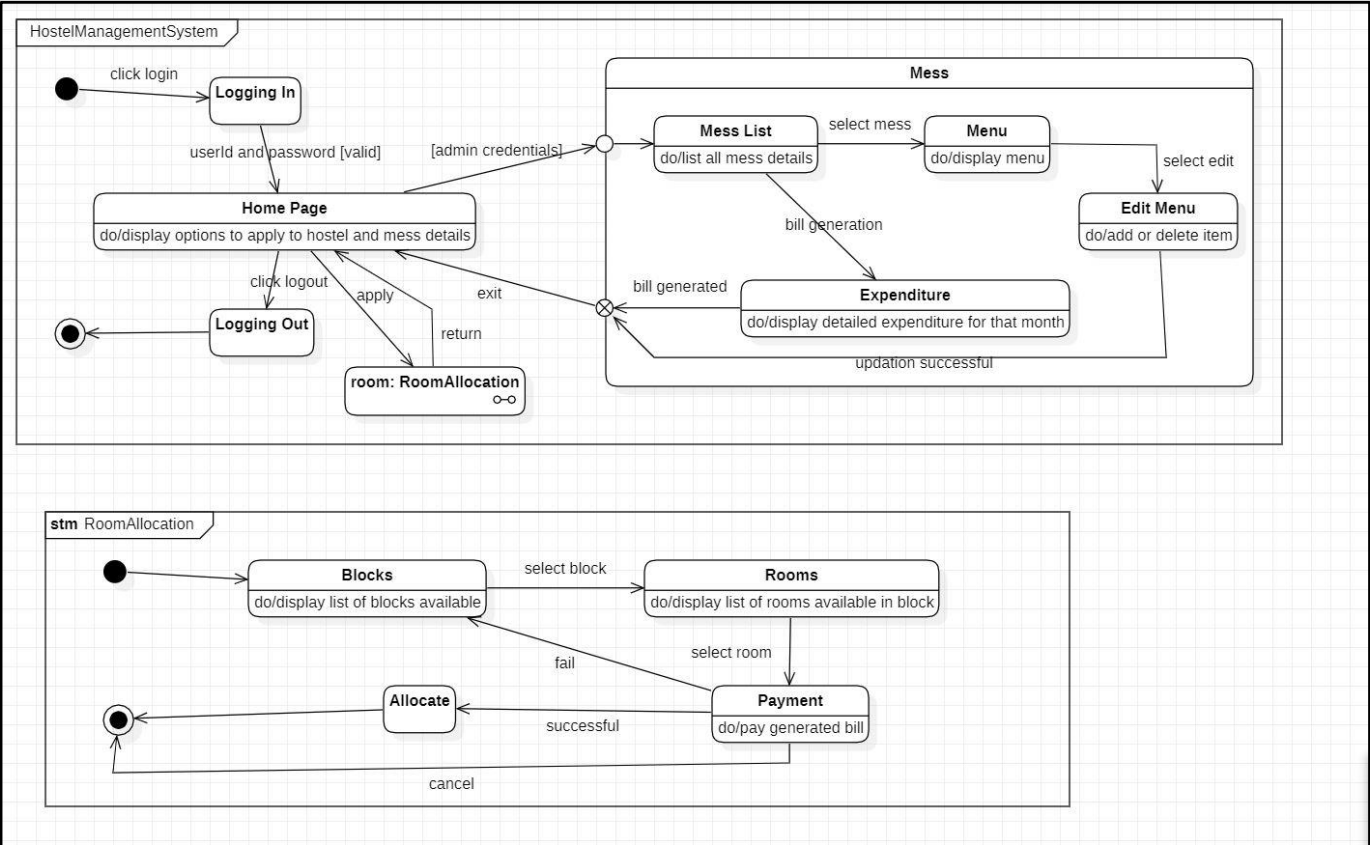 HostelManagementSystem
click login
Logging In
userId and password [valid]
[admin credentials]
Home Page
do/display options to apply to hostel and mess details
click logout
apply
return
exit
Logging Out
room: RoomAllocation
Mess
Mess List
do/list all mess details
select mess
Menu
do/display menu
select edit
Edit Menu
do/add or delete item
bill generation
bill generated
Expenditure
do/display detailed expenditure for that month
updation successful
stm RoomAllocation
Blocks
do/display list of blocks available
select block
Rooms
do/display list of rooms available in block
select room
fail
Allocate
successful
Payment
do/pay generated bill
cancel